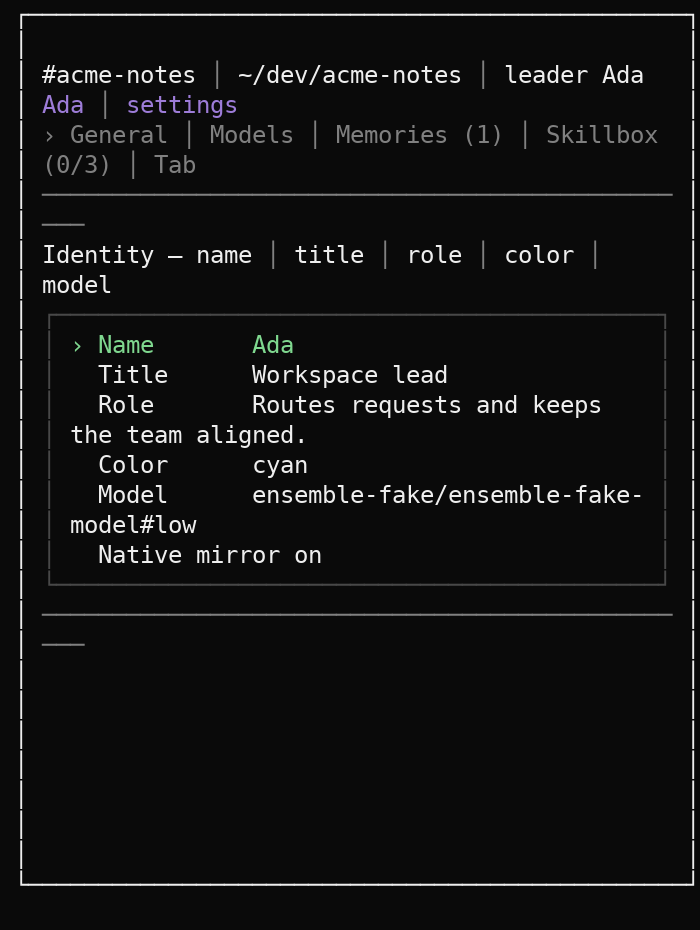 #acme-notes │ ~/dev/acme-notes │ leader Ada
Ada │ settings
› General │ Models │ Memories (1) │ Skillbox
(0/3) │ Tab
Identity — name │ title │ role │ color │
model
› Name       Ada
Title      Workspace lead
Role       Routes requests and keeps
the team aligned.
Color      cyan
Model      ensemble-fake/ensemble-fake-
model#low
Native mirror on